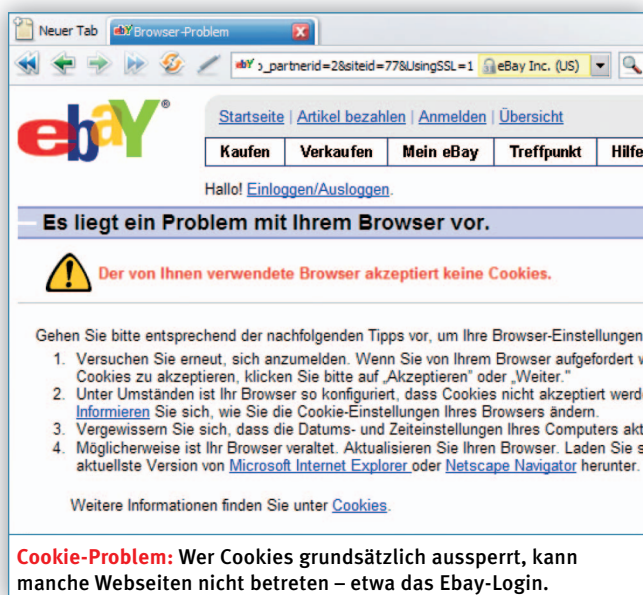 Neuer Tab
Browser-Problem
_partnerid=2&siteid=77&UsingSSL=1 eBay Inc. (US)
ebaY®
Startseite | Artikel bezahlen | Anmelden | Übersicht
Kaufen Verkaufen Mein eBay Treffpunkt Hilfe
Hallo! Einloggen/Ausloggen.
Es liegt ein Problem mit Ihrem Browser vor.
Der von Ihnen verwendete Browser akzeptiert keine Cookies.
Gehen Sie bitte entsprechend der nachfolgenden Tipps vor, um Ihre Browser-Einstellungen
1. Versuchen Sie erneut, sich anzumelden. Wenn Sie von Ihrem Browser aufgefordert
Cookies zu akzeptieren, klicken Sie bitte auf „Akzeptieren" oder „Weiter."
2. Unter Umständen ist Ihr Browser so konfiguriert, dass Cookies nicht akzeptiert werd
Informieren Sie sich, wie Sie die Cookie-Einstellungen Ihres Browsers ändern.
3. Vergewissern Sie sich, dass die Datums- und Zeiteinstellungen Ihres Computers akt
4. Möglicherweise ist Ihr Browser veraltet. Aktualisieren Sie Ihren Browser. Laden Sie s
aktuellste Version von Microsoft Internet Explorer oder Netscape Navigator herunter.
Weitere Informationen finden Sie unter Cookies.
Cookie-Problem: Wer Cookies grundsätzlich aussperrt, kann
manche Webseiten nicht betreten – etwa das Ebay-Login.